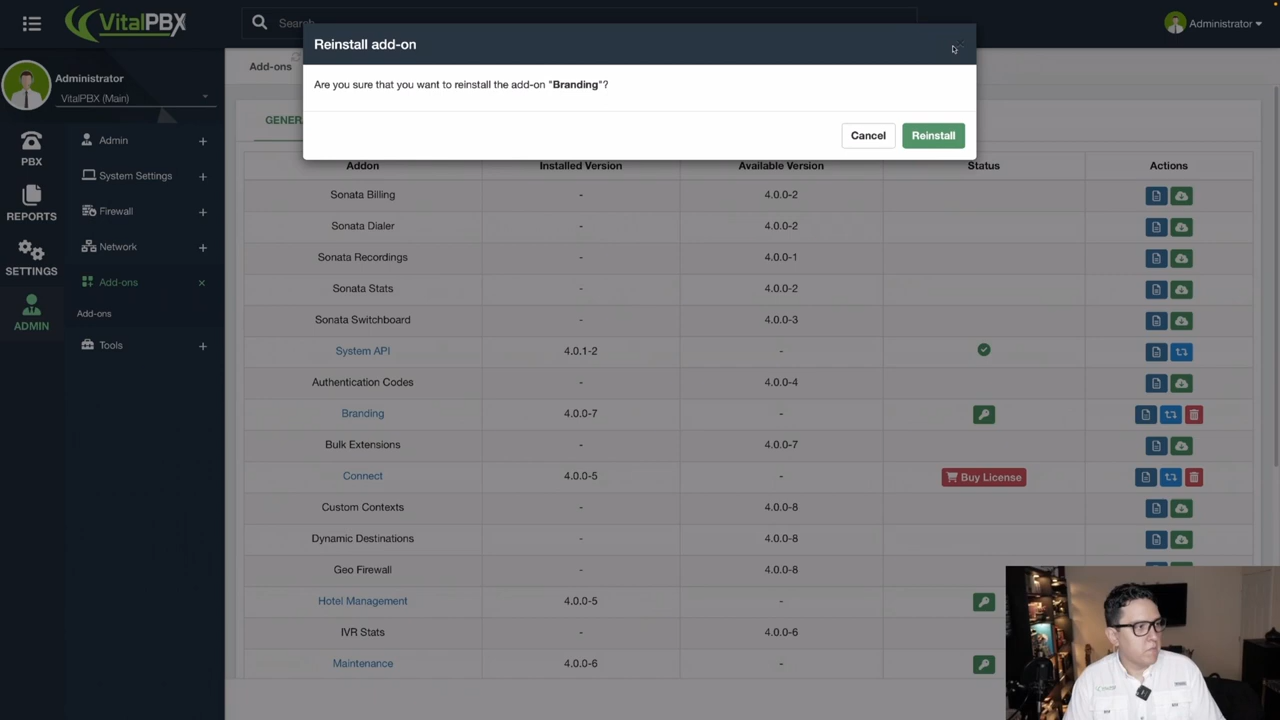 VitalPBX
Search
Administrator
Reinstall add-on
Are you sure that you want to reinstall the add-on "Branding"?
Cancel
Reinstall
Administrator
VitalPBX (Main)
PBX
REPORTS
SETTINGS
ADMIN
Admin
System Settings
Firewall
Network
Add-ons
Add-ons
Tools
Add-ons
GENER
Addon Installed Version Available Version Status Actions
Sonata Billing - 4.0.0-2
Sonata Dialer - 4.0.0-2
Sonata Recordings - 4.0.0-1
Sonata Stats - 4.0.0-2
Sonata Switchboard - 4.0.0-3
System API 4.0.1-2 -
Authentication Codes - 4.0.0-4
Branding 4.0.0-7 -
Bulk Extensions - 4.0.0-7
Connect 4.0.0-5 - Buy License
Custom Contexts - 4.0.0-8
Dynamic Destinations - 4.0.0-8
Geo Firewall - 4.0.0-8
Hotel Management 4.0.0-5 -
IVR Stats - 4.0.0-6
Maintenance 4.0.0-6 -